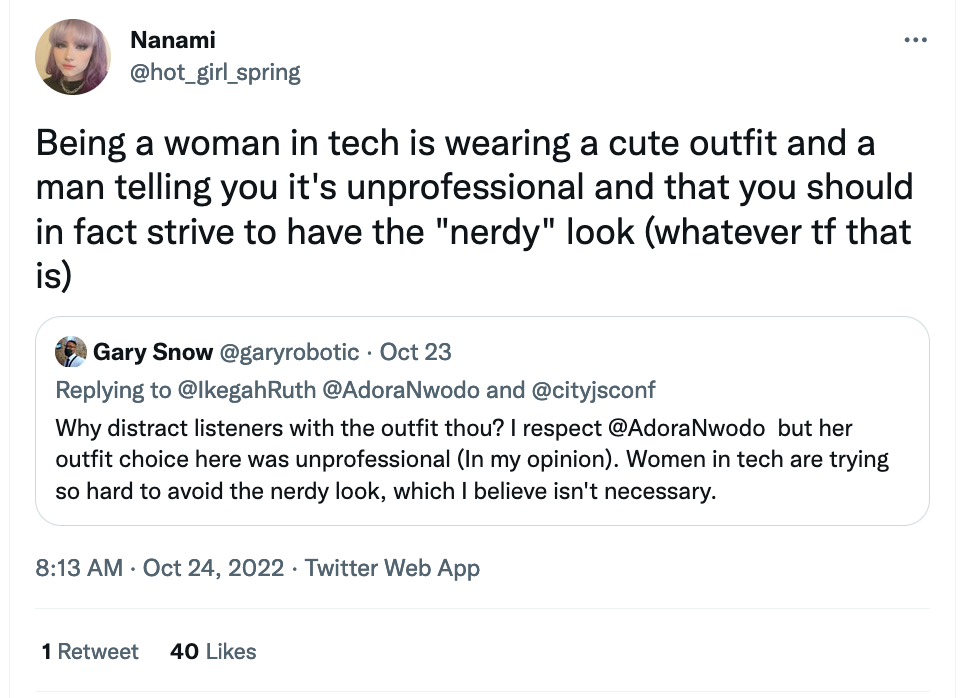 Nanami
@hot_girl_spring
Being a woman in tech is wearing a cute outfit and a
man telling you it's unprofessional and that you should
in fact strive to have the "nerdy" look (whatever tf that
is)
Gary Snow @garyrobotic · Oct 23
Replying to @IkegahRuth @AdoraNwodo and @cityjsconf
Why distract listeners with the outfit thou? I respect @AdoraNwodo  but her
outfit choice here was unprofessional (In my opinion). Women in tech are trying
so hard to avoid the nerdy look, which I believe isn't necessary.
8:13 AM · Oct 24, 2022 · Twitter Web App
1 Retweet 40 Likes